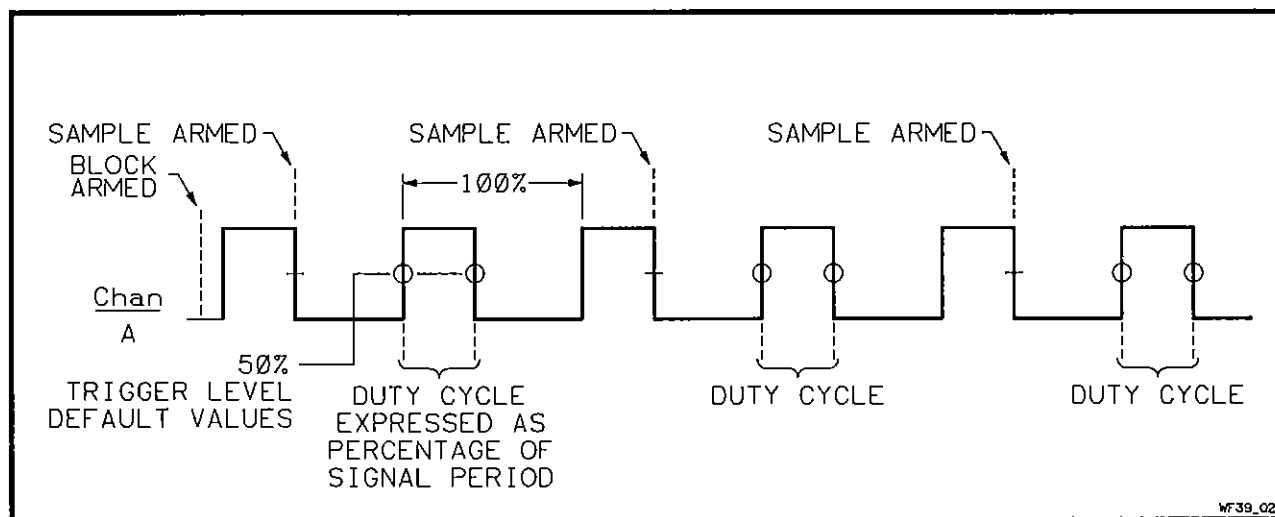 SAMPLE ARMED
BLOCK
ARMED
SAMPLE ARMED
SAMPLE ARMED
100%
Chan
A
50%
TRIGGER LEVEL
DEFAULT VALUES
DUTY CYCLE
EXPRESSED AS
PERCENTAGE OF
SIGNAL PERIOD
DUTY CYCLE
DUTY CYCLE
WF39_02